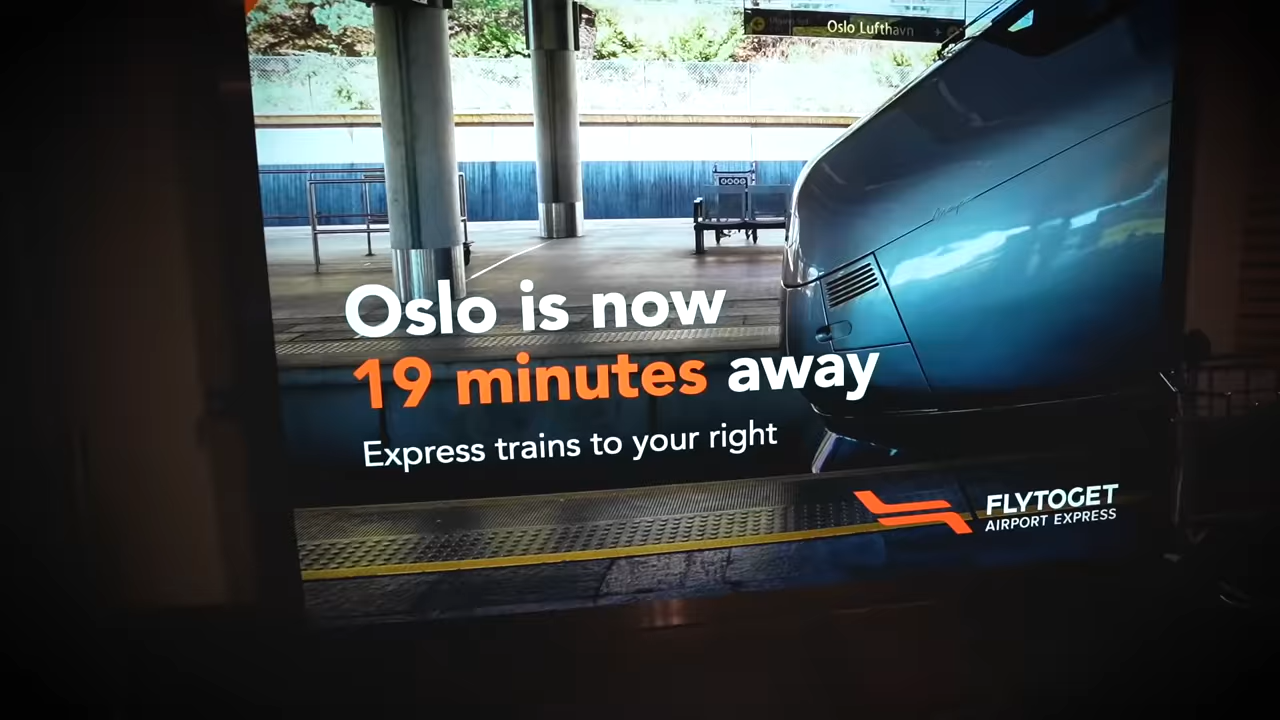 Oslo Lufthavn
Oslo is now
19 minutes away
Express trains to your right
FLYTOGET
AIRPORT EXPRESS